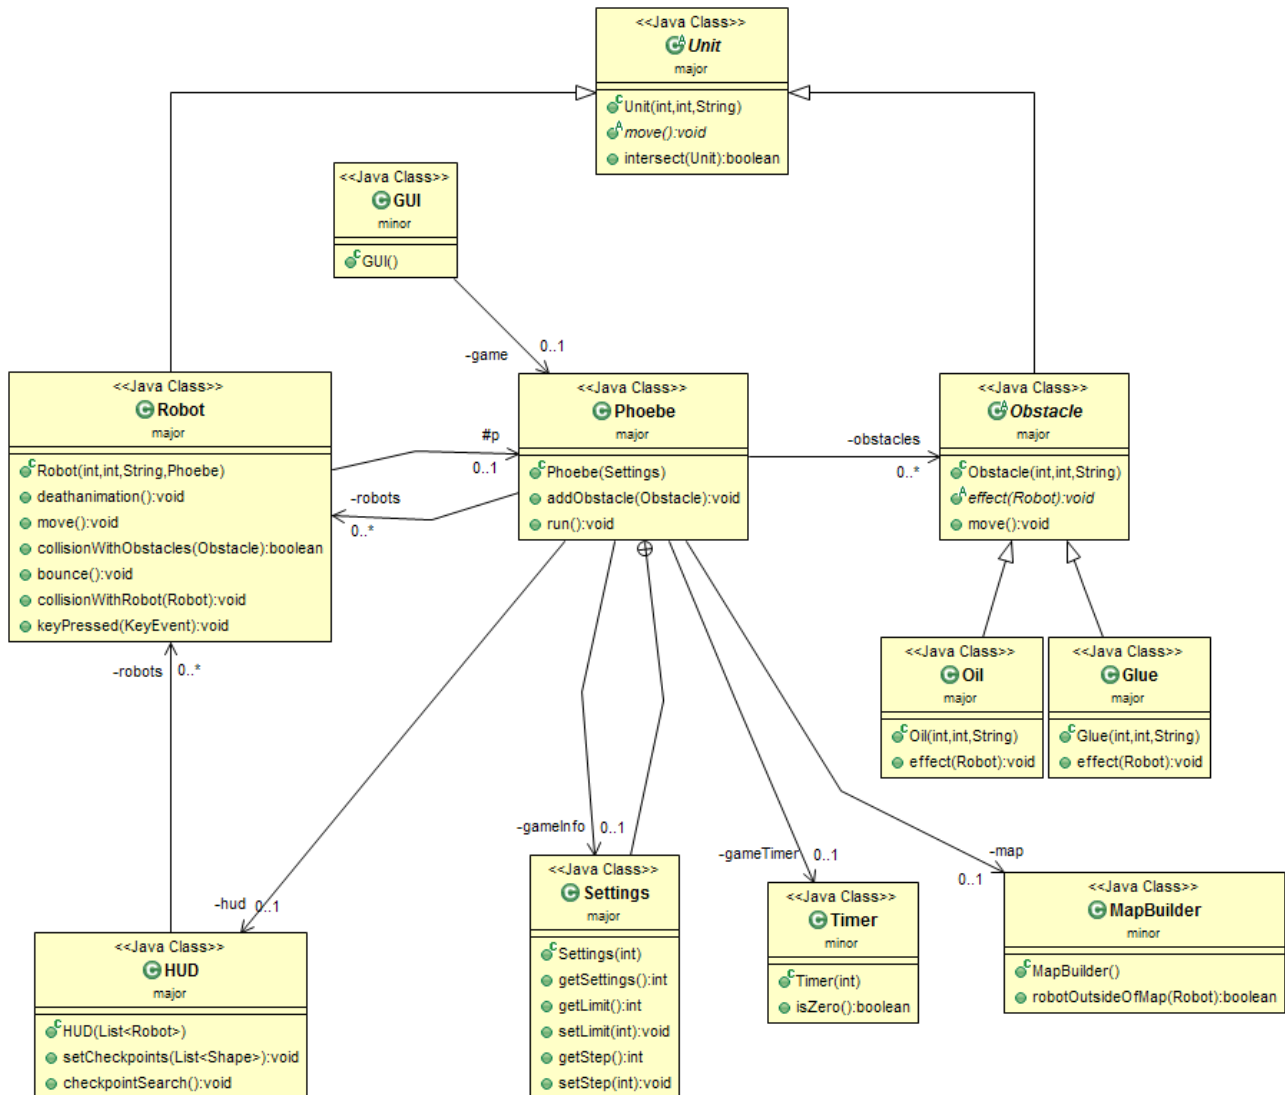 <<Java Class>>
Unit
major
Unit(int,int,String)
move():void
intersect(Unit):boolean
<<Java Class>>
GUI
minor
GUI()
-game
0..1
<<Java Class>>
Robot
major
Robot(int,int,String,Phoebe)
deathanimation():void
move():void
collisionWithObstacles(Obstacle):boolean
bounce():void
collisionWithRobot(Robot):void
keyPressed(KeyEvent):void
#p
0..1
-robots
0..*
<<Java Class>>
Phoebe
major
Phoebe(Settings)
addObstacle(Obstacle):void
run():void
-obstacles
0..*
<<Java Class>>
Obstacle
major
Obstacle(int,int,String)
effect(Robot):void
move():void
<<Java Class>>
Oil
major
Oil(int,int,String)
effect(Robot):void
<<Java Class>>
Glue
major
Glue(int,int,String)
effect(Robot):void
-robots
0..*
-hud
0..1
-gameInfo
0..1
-gameTimer
0..1
-map
0..1
<<Java Class>>
HUD
major
HUD(List<Robot>)
setCheckpoints(List<Shape>):void
checkpointSearch():void
<<Java Class>>
Settings
major
Settings(int)
getSettings():int
getLimit():int
setLimit(int):void
getStep():int
setStep(int):void
<<Java Class>>
Timer
minor
Timer(int)
isZero():boolean
<<Java Class>>
MapBuilder
minor
MapBuilder()
robotOutsideOfMap(Robot):boolean